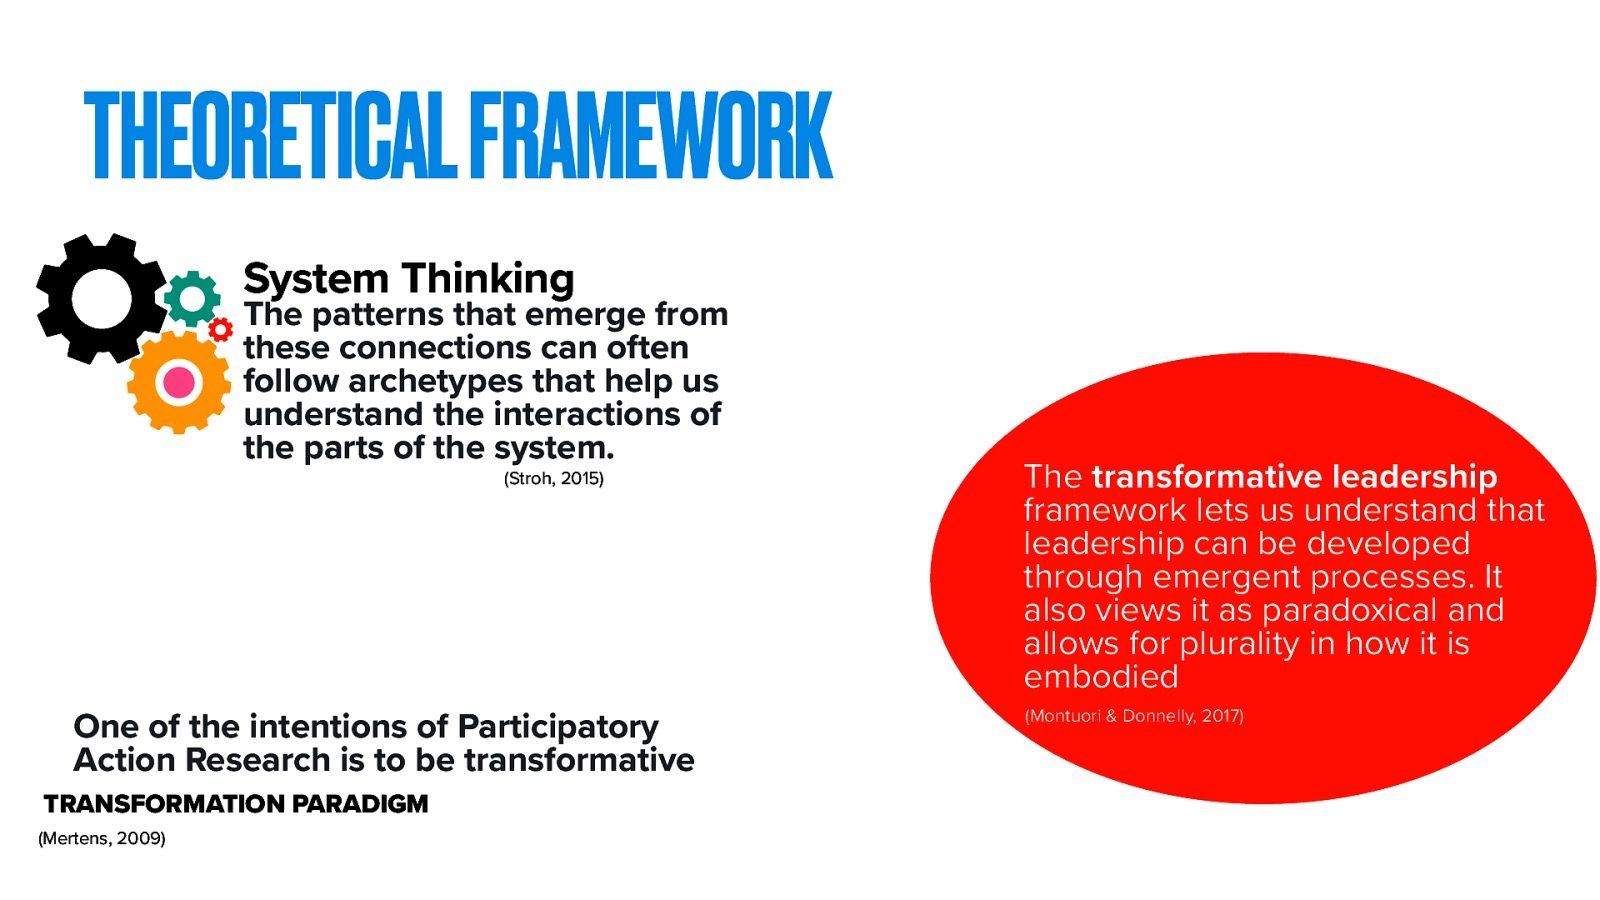 THEORETICAL FRAMEWORK
System Thinking
The patterns that emerge from
these connections can often
follow archetypes that help us
understand the interactions of
the parts of the system.
(Stroh, 2015)
The transformative leadership
framework lets us understand that
leadership can be developed
through emergent processes. It
also views it as paradoxical and
allows for plurality in how it is
embodied
(Montuori & Donnelly, 2017)
One of the intentions of Participatory
Action Research is to be transformative
TRANSFORMATION PARADIGM
(Mertens, 2009)